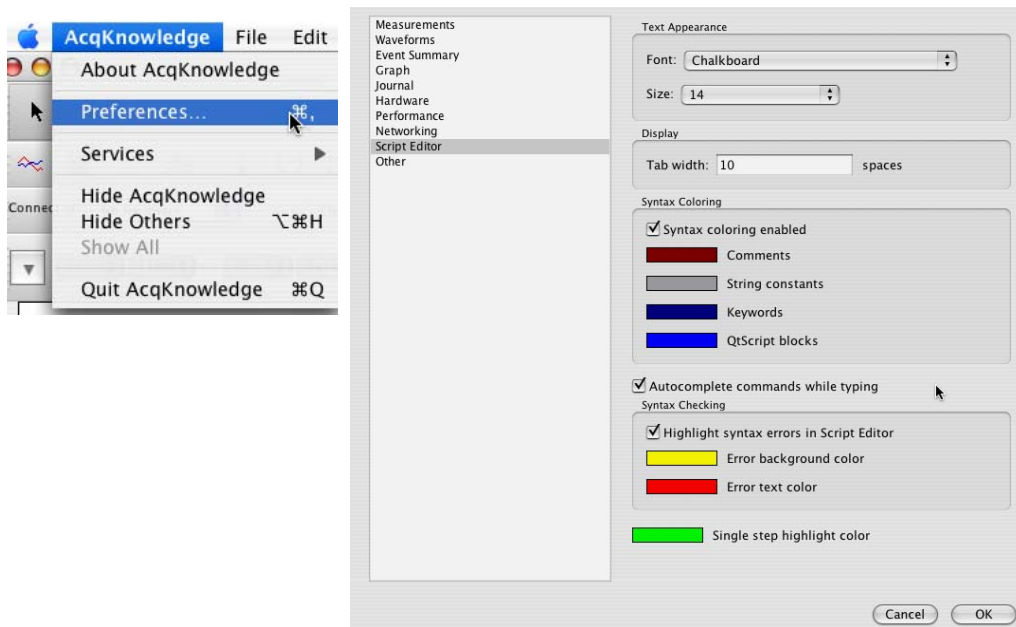 AcqKnowledge File Edit
About AcqKnowledge
Preferences... ⌘,
Services
Hide AcqKnowledge
Hide Others ⌥⌘H
Show All
Quit AcqKnowledge ⌘Q
Connec
Measurements
Waveforms
Event Summary
Graph
Journal
Hardware
Performance
Networking
Script Editor
Other
Text Appearance
Font: Chalkboard
Size: 14
Display
Tab width: 10 spaces
Syntax Coloring
Syntax coloring enabled
Comments
String constants
Keywords
QtScript blocks
Autocomplete commands while typing
Syntax Checking
Highlight syntax errors in Script Editor
Error background color
Error text color
Single step highlight color
Cancel OK